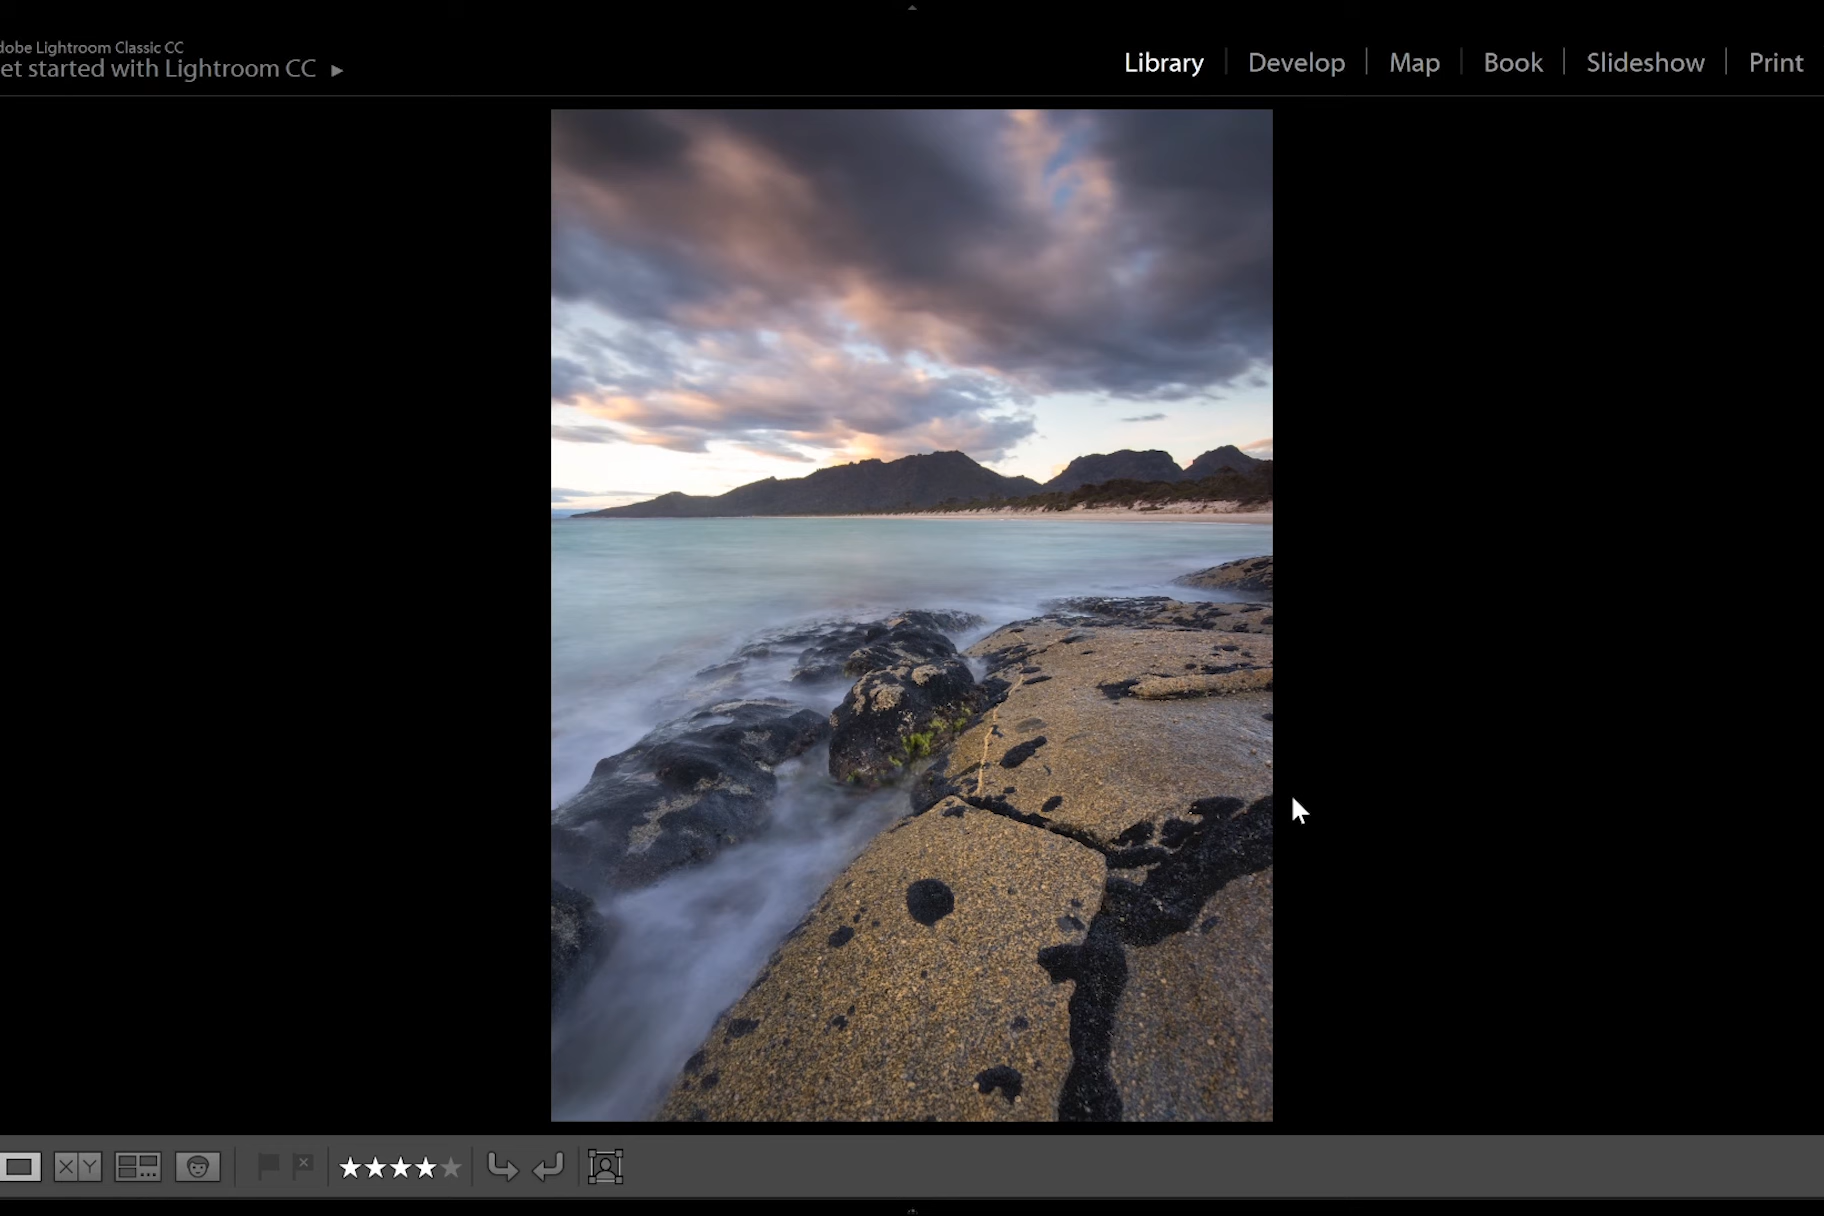 dobe Lightroom Classic CC
et started with Lightroom CC
Library
Develop
Map
Book
Slideshow
Print
X Y